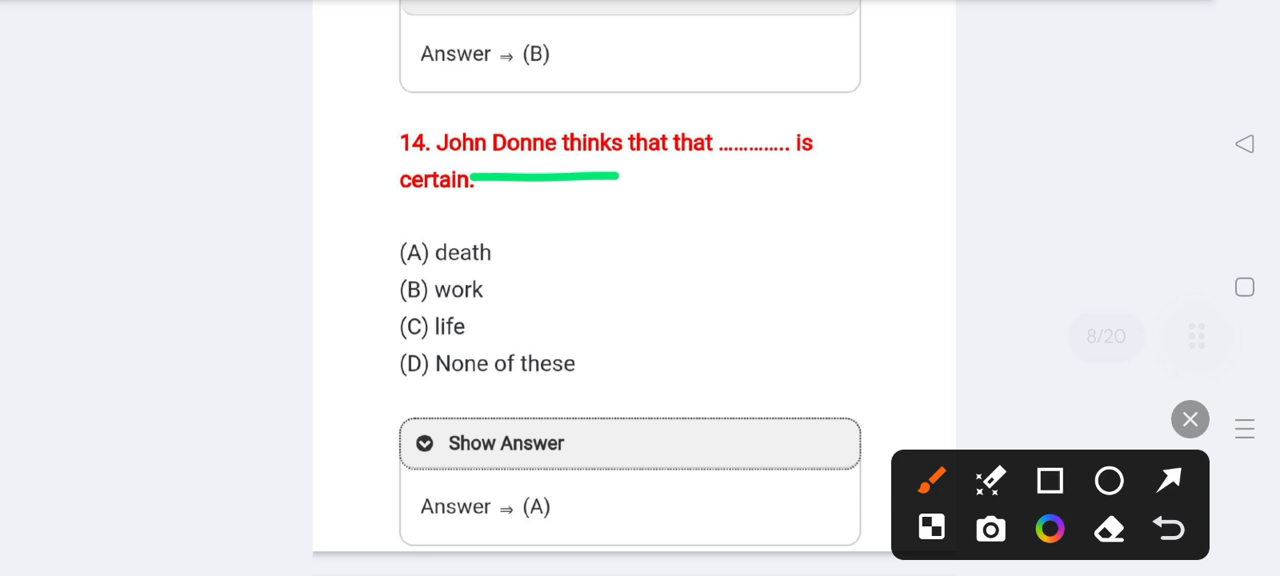 Answer ⇒ (B)
14. John Donne thinks that that .............. is
certain.
(A) death
(B) work
(C) life
(D) None of these
8/20
Show Answer
Answer ⇒ (A)